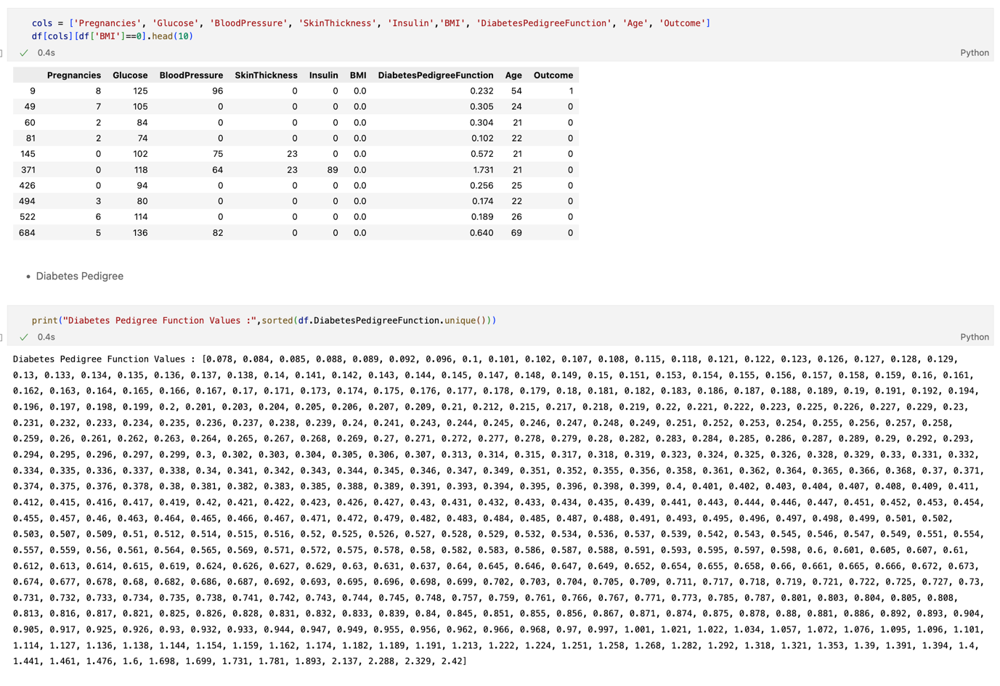 cols = ['Pregnancies', 'Glucose', 'BloodPressure', 'SkinThickness', 'Insulin','BMI', 'DiabetesPedigreeFunction', 'Age', 'Outcome']
df[cols][df['BMI']==0].head(10)
✓ 0.4s Python
Pregnancies Glucose BloodPressure SkinThickness Insulin BMI DiabetesPedigreeFunction Age Outcome
9 8 125 96 0 0 0.0 0.232 54 1
49 7 105 0 0 0 0.0 0.305 24 0
60 2 84 0 0 0 0.0 0.304 21 0
81 2 74 0 0 0 0.0 0.102 22 0
145 0 102 75 23 0 0.0 0.572 21 0
371 0 118 64 23 89 0.0 1.731 21 0
426 0 94 0 0 0 0.0 0.256 25 0
494 3 80 0 0 0 0.0 0.174 22 0
522 6 114 0 0 0 0.0 0.189 26 0
684 5 136 82 0 0 0.0 0.640 69 0
• Diabetes Pedigree
print("Diabetes Pedigree Function Values :",sorted(df.DiabetesPedigreeFunction.unique()))
✓ 0.4s Python
Diabetes Pedigree Function Values : [0.078, 0.084, 0.085, 0.088, 0.089, 0.092, 0.096, 0.1, 0.101, 0.102, 0.107, 0.108, 0.115, 0.118, 0.121, 0.122, 0.123, 0.126, 0.127, 0.128, 0.129,
0.13, 0.133, 0.134, 0.135, 0.136, 0.137, 0.138, 0.14, 0.141, 0.142, 0.143, 0.144, 0.145, 0.147, 0.148, 0.149, 0.15, 0.151, 0.153, 0.154, 0.155, 0.156, 0.157, 0.158, 0.159, 0.16, 0.161,
0.162, 0.163, 0.164, 0.165, 0.166, 0.167, 0.17, 0.171, 0.173, 0.174, 0.175, 0.176, 0.177, 0.178, 0.179, 0.18, 0.181, 0.182, 0.183, 0.186, 0.187, 0.188, 0.189, 0.19, 0.191, 0.192, 0.194,
0.196, 0.197, 0.198, 0.199, 0.2, 0.201, 0.203, 0.204, 0.205, 0.206, 0.207, 0.209, 0.21, 0.212, 0.215, 0.217, 0.218, 0.219, 0.22, 0.221, 0.222, 0.223, 0.225, 0.226, 0.227, 0.229, 0.23,
0.231, 0.232, 0.233, 0.234, 0.235, 0.236, 0.237, 0.238, 0.239, 0.24, 0.241, 0.243, 0.244, 0.245, 0.246, 0.247, 0.248, 0.249, 0.251, 0.252, 0.253, 0.254, 0.255, 0.256, 0.257, 0.258,
0.259, 0.26, 0.261, 0.262, 0.263, 0.264, 0.265, 0.267, 0.268, 0.269, 0.27, 0.271, 0.272, 0.277, 0.278, 0.279, 0.28, 0.282, 0.283, 0.284, 0.285, 0.286, 0.287, 0.289, 0.29, 0.292, 0.293,
0.294, 0.295, 0.296, 0.297, 0.299, 0.3, 0.302, 0.303, 0.304, 0.305, 0.306, 0.307, 0.313, 0.314, 0.315, 0.317, 0.318, 0.319, 0.323, 0.324, 0.325, 0.326, 0.328, 0.329, 0.33, 0.331, 0.332,
0.334, 0.335, 0.336, 0.337, 0.338, 0.34, 0.341, 0.342, 0.343, 0.344, 0.345, 0.346, 0.347, 0.349, 0.351, 0.352, 0.355, 0.356, 0.358, 0.361, 0.362, 0.364, 0.365, 0.366, 0.368, 0.37, 0.371,
0.374, 0.375, 0.376, 0.378, 0.38, 0.381, 0.382, 0.383, 0.385, 0.388, 0.389, 0.391, 0.393, 0.394, 0.395, 0.396, 0.398, 0.399, 0.4, 0.401, 0.402, 0.403, 0.404, 0.407, 0.408, 0.409, 0.411,
0.412, 0.415, 0.416, 0.417, 0.419, 0.42, 0.421, 0.422, 0.423, 0.426, 0.427, 0.43, 0.431, 0.432, 0.433, 0.434, 0.435, 0.439, 0.441, 0.443, 0.444, 0.446, 0.447, 0.451, 0.452, 0.453, 0.454,
0.455, 0.457, 0.46, 0.463, 0.464, 0.465, 0.466, 0.467, 0.471, 0.472, 0.479, 0.482, 0.483, 0.484, 0.485, 0.487, 0.488, 0.491, 0.493, 0.495, 0.496, 0.497, 0.498, 0.499, 0.501, 0.502,
0.503, 0.507, 0.509, 0.51, 0.512, 0.514, 0.515, 0.516, 0.52, 0.525, 0.526, 0.527, 0.528, 0.529, 0.532, 0.534, 0.536, 0.537, 0.539, 0.542, 0.543, 0.545, 0.546, 0.547, 0.549, 0.551, 0.554,
0.557, 0.559, 0.56, 0.561, 0.564, 0.565, 0.569, 0.571, 0.572, 0.575, 0.578, 0.58, 0.582, 0.583, 0.586, 0.587, 0.588, 0.591, 0.593, 0.595, 0.597, 0.598, 0.6, 0.601, 0.605, 0.607, 0.61,
0.612, 0.613, 0.614, 0.615, 0.619, 0.624, 0.626, 0.627, 0.629, 0.63, 0.631, 0.637, 0.64, 0.645, 0.646, 0.647, 0.649, 0.652, 0.654, 0.655, 0.658, 0.66, 0.661, 0.665, 0.666, 0.672, 0.673,
0.674, 0.677, 0.678, 0.68, 0.682, 0.686, 0.687, 0.692, 0.693, 0.695, 0.696, 0.698, 0.699, 0.702, 0.703, 0.704, 0.705, 0.709, 0.711, 0.717, 0.718, 0.719, 0.721, 0.722, 0.725, 0.727, 0.73,
0.731, 0.732, 0.733, 0.734, 0.735, 0.738, 0.741, 0.742, 0.743, 0.744, 0.745, 0.748, 0.757, 0.759, 0.761, 0.766, 0.767, 0.771, 0.773, 0.785, 0.787, 0.801, 0.803, 0.804, 0.805, 0.808,
0.813, 0.816, 0.817, 0.821, 0.825, 0.826, 0.828, 0.831, 0.832, 0.833, 0.839, 0.84, 0.845, 0.851, 0.855, 0.856, 0.867, 0.871, 0.874, 0.875, 0.878, 0.88, 0.881, 0.886, 0.892, 0.893, 0.904,
0.905, 0.917, 0.925, 0.926, 0.93, 0.932, 0.933, 0.944, 0.947, 0.949, 0.955, 0.956, 0.962, 0.966, 0.968, 0.97, 0.997, 1.001, 1.021, 1.022, 1.034, 1.057, 1.072, 1.076, 1.095, 1.096, 1.101,
1.114, 1.127, 1.136, 1.138, 1.144, 1.154, 1.159, 1.162, 1.174, 1.182, 1.189, 1.191, 1.213, 1.222, 1.224, 1.251, 1.258, 1.268, 1.282, 1.292, 1.318, 1.321, 1.353, 1.39, 1.391, 1.394, 1.4,
1.441, 1.461, 1.476, 1.6, 1.698, 1.699, 1.731, 1.781, 1.893, 2.137, 2.288, 2.329, 2.42]